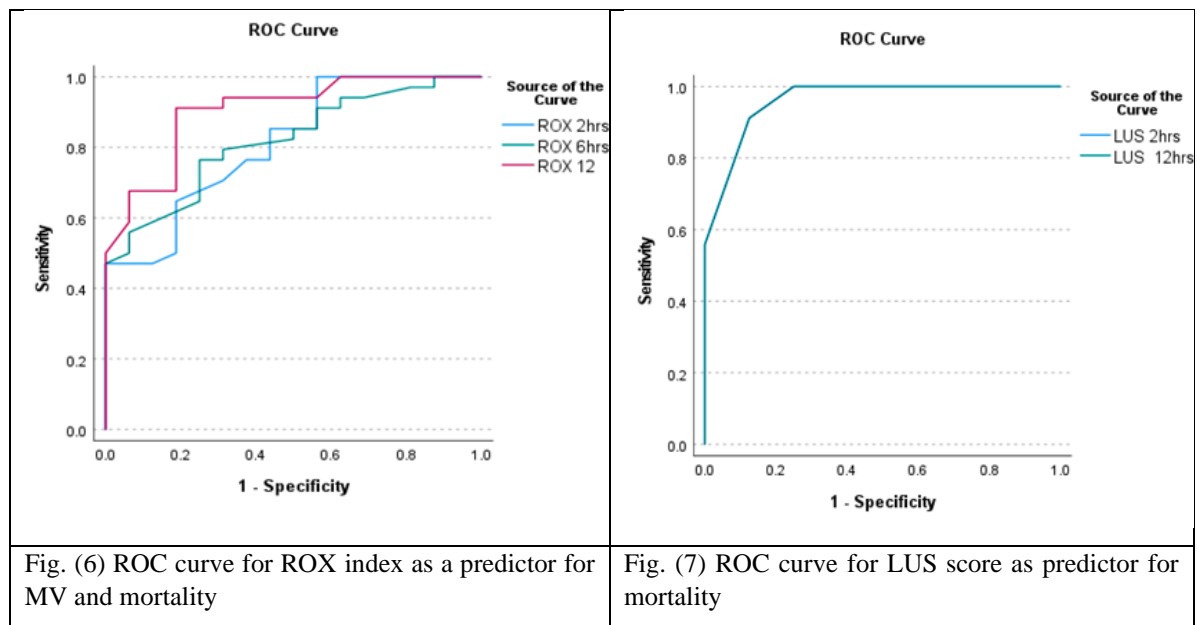 ROC Curve
1.0
0.8
0.6
0.4
0.2
0.0
Sensitivity
0.0 0.2 0.4 0.6 0.8 1.0
1 - Specificity
Source of the
Curve
ROX 2hrs
ROX 6hrs
ROX 12
Fig. (6) ROC curve for ROX index as a predictor for
MV and mortality
ROC Curve
1.0
0.8
0.6
0.4
0.2
0.0
Sensitivity
0.0 0.2 0.4 0.6 0.8 1.0
1 - Specificity
Source of the
Curve
LUS 2hrs
LUS 12hrs
Fig. (7) ROC curve for LUS score as predictor for
mortality